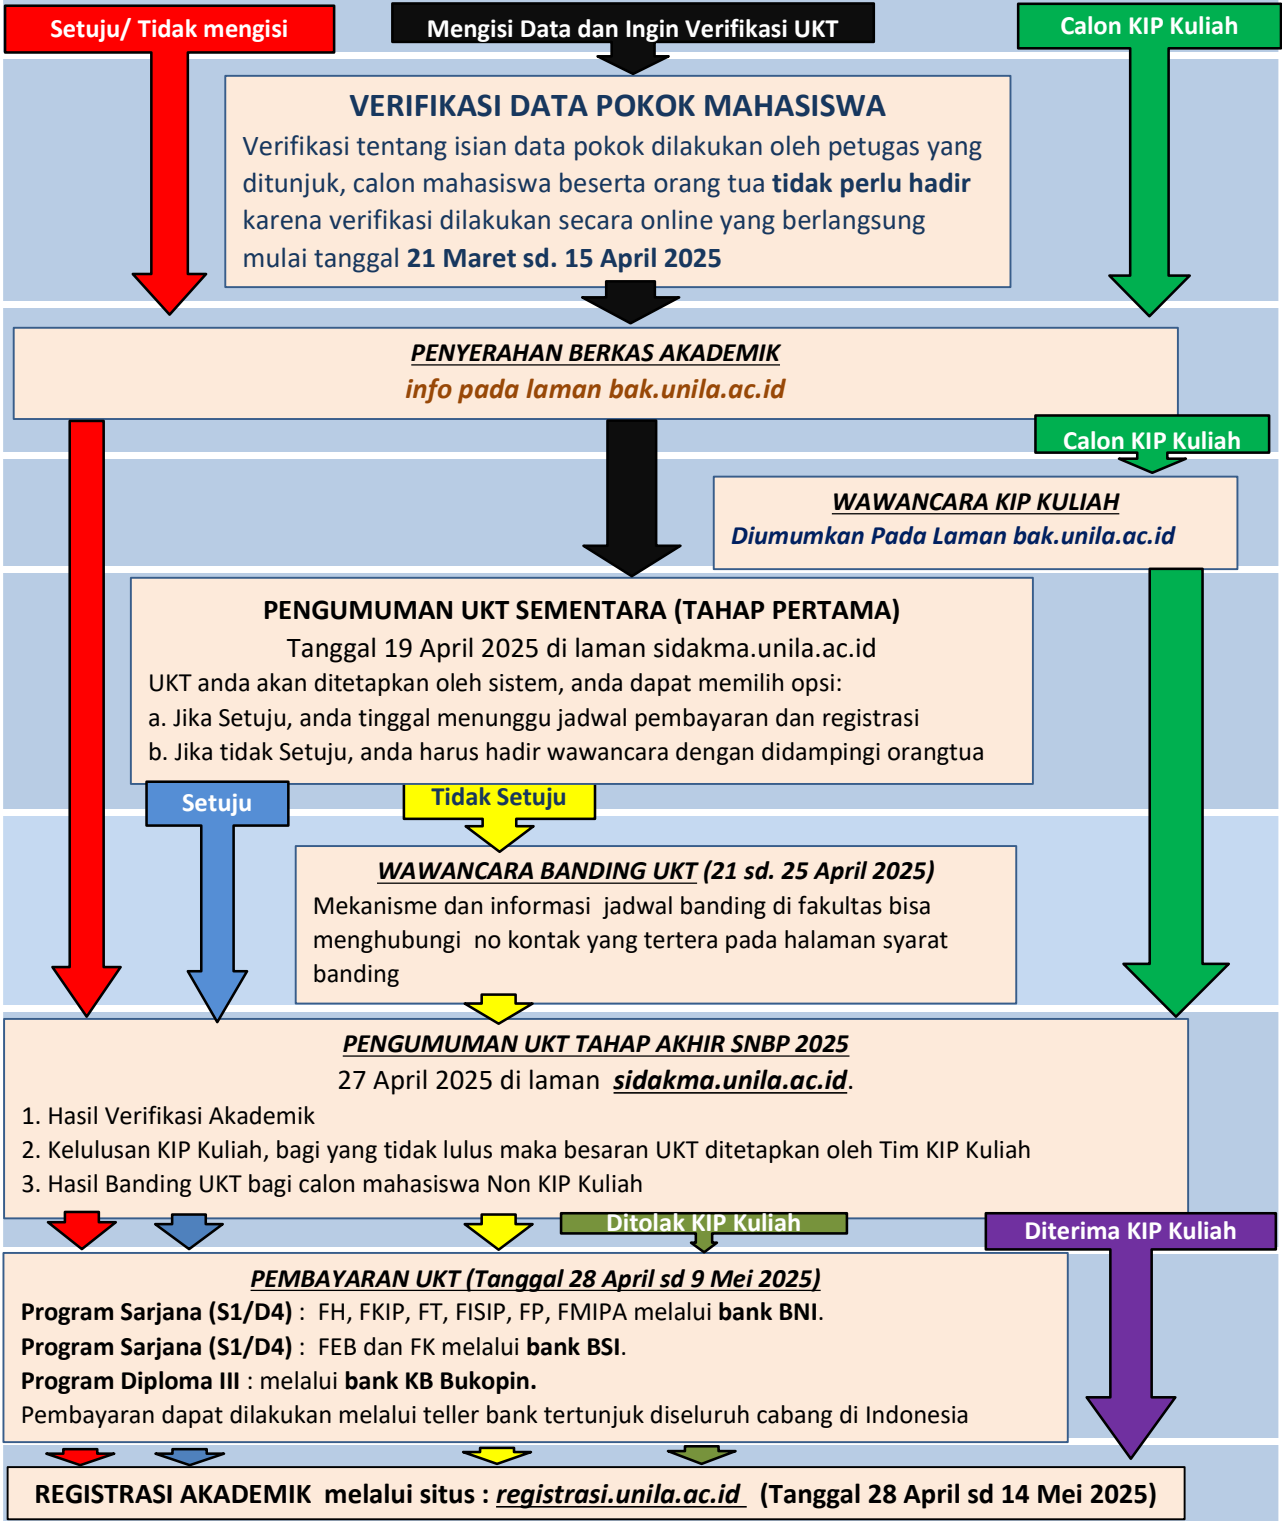 Setuju/ Tidak mengisi
Mengisi Data dan Ingin Verifikasi UKT
Calon KIP Kuliah
VERIFIKASI DATA POKOK MAHASISWA
Verifikasi tentang isian data pokok dilakukan oleh petugas yang
ditunjuk, calon mahasiswa beserta orang tua tidak perlu hadir
karena verifikasi dilakukan secara online yang berlangsung
mulai tanggal 21 Maret sd. 15 April 2025
PENYERAHAN BERKAS AKADEMIK
info pada laman bak.unila.ac.id
Calon KIP Kuliah
WAWANCARA KIP KULIAH
Diumumkan Pada Laman bak.unila.ac.id
PENGUMUMAN UKT SEMENTARA (TAHAP PERTAMA)
Tanggal 19 April 2025 di laman sidakma.unila.ac.id
UKT anda akan ditetapkan oleh sistem, anda dapat memilih opsi:
a. Jika Setuju, anda tinggal menunggu jadwal pembayaran dan registrasi
b. Jika tidak Setuju, anda harus hadir wawancara dengan didampingi orangtua
Setuju
Tidak Setuju
WAWANCARA BANDING UKT (21 sd. 25 April 2025)
Mekanisme dan informasi  jadwal banding di fakultas bisa
menghubungi  no kontak yang tertera pada halaman syarat
banding
PENGUMUMAN UKT TAHAP AKHIR SNBP 2025
27 April 2025 di laman  sidakma.unila.ac.id.
1. Hasil Verifikasi Akademik
2. Kelulusan KIP Kuliah, bagi yang tidak lulus maka besaran UKT ditetapkan oleh Tim KIP Kuliah
3. Hasil Banding UKT bagi calon mahasiswa Non KIP Kuliah
Ditolak KIP Kuliah
Diterima KIP Kuliah
PEMBAYARAN UKT (Tanggal 28 April sd 9 Mei 2025)
Program Sarjana (S1/D4) :  FH, FKIP, FT, FISIP, FP, FMIPA melalui bank BNI.
Program Sarjana (S1/D4) :  FEB dan FK melalui bank BSI.
Program Diploma III : melalui bank KB Bukopin.
Pembayaran dapat dilakukan melalui teller bank tertunjuk diseluruh cabang di Indonesia
REGISTRASI AKADEMIK  melalui situs : registrasi.unila.ac.id  (Tanggal 28 April sd 14 Mei 2025)